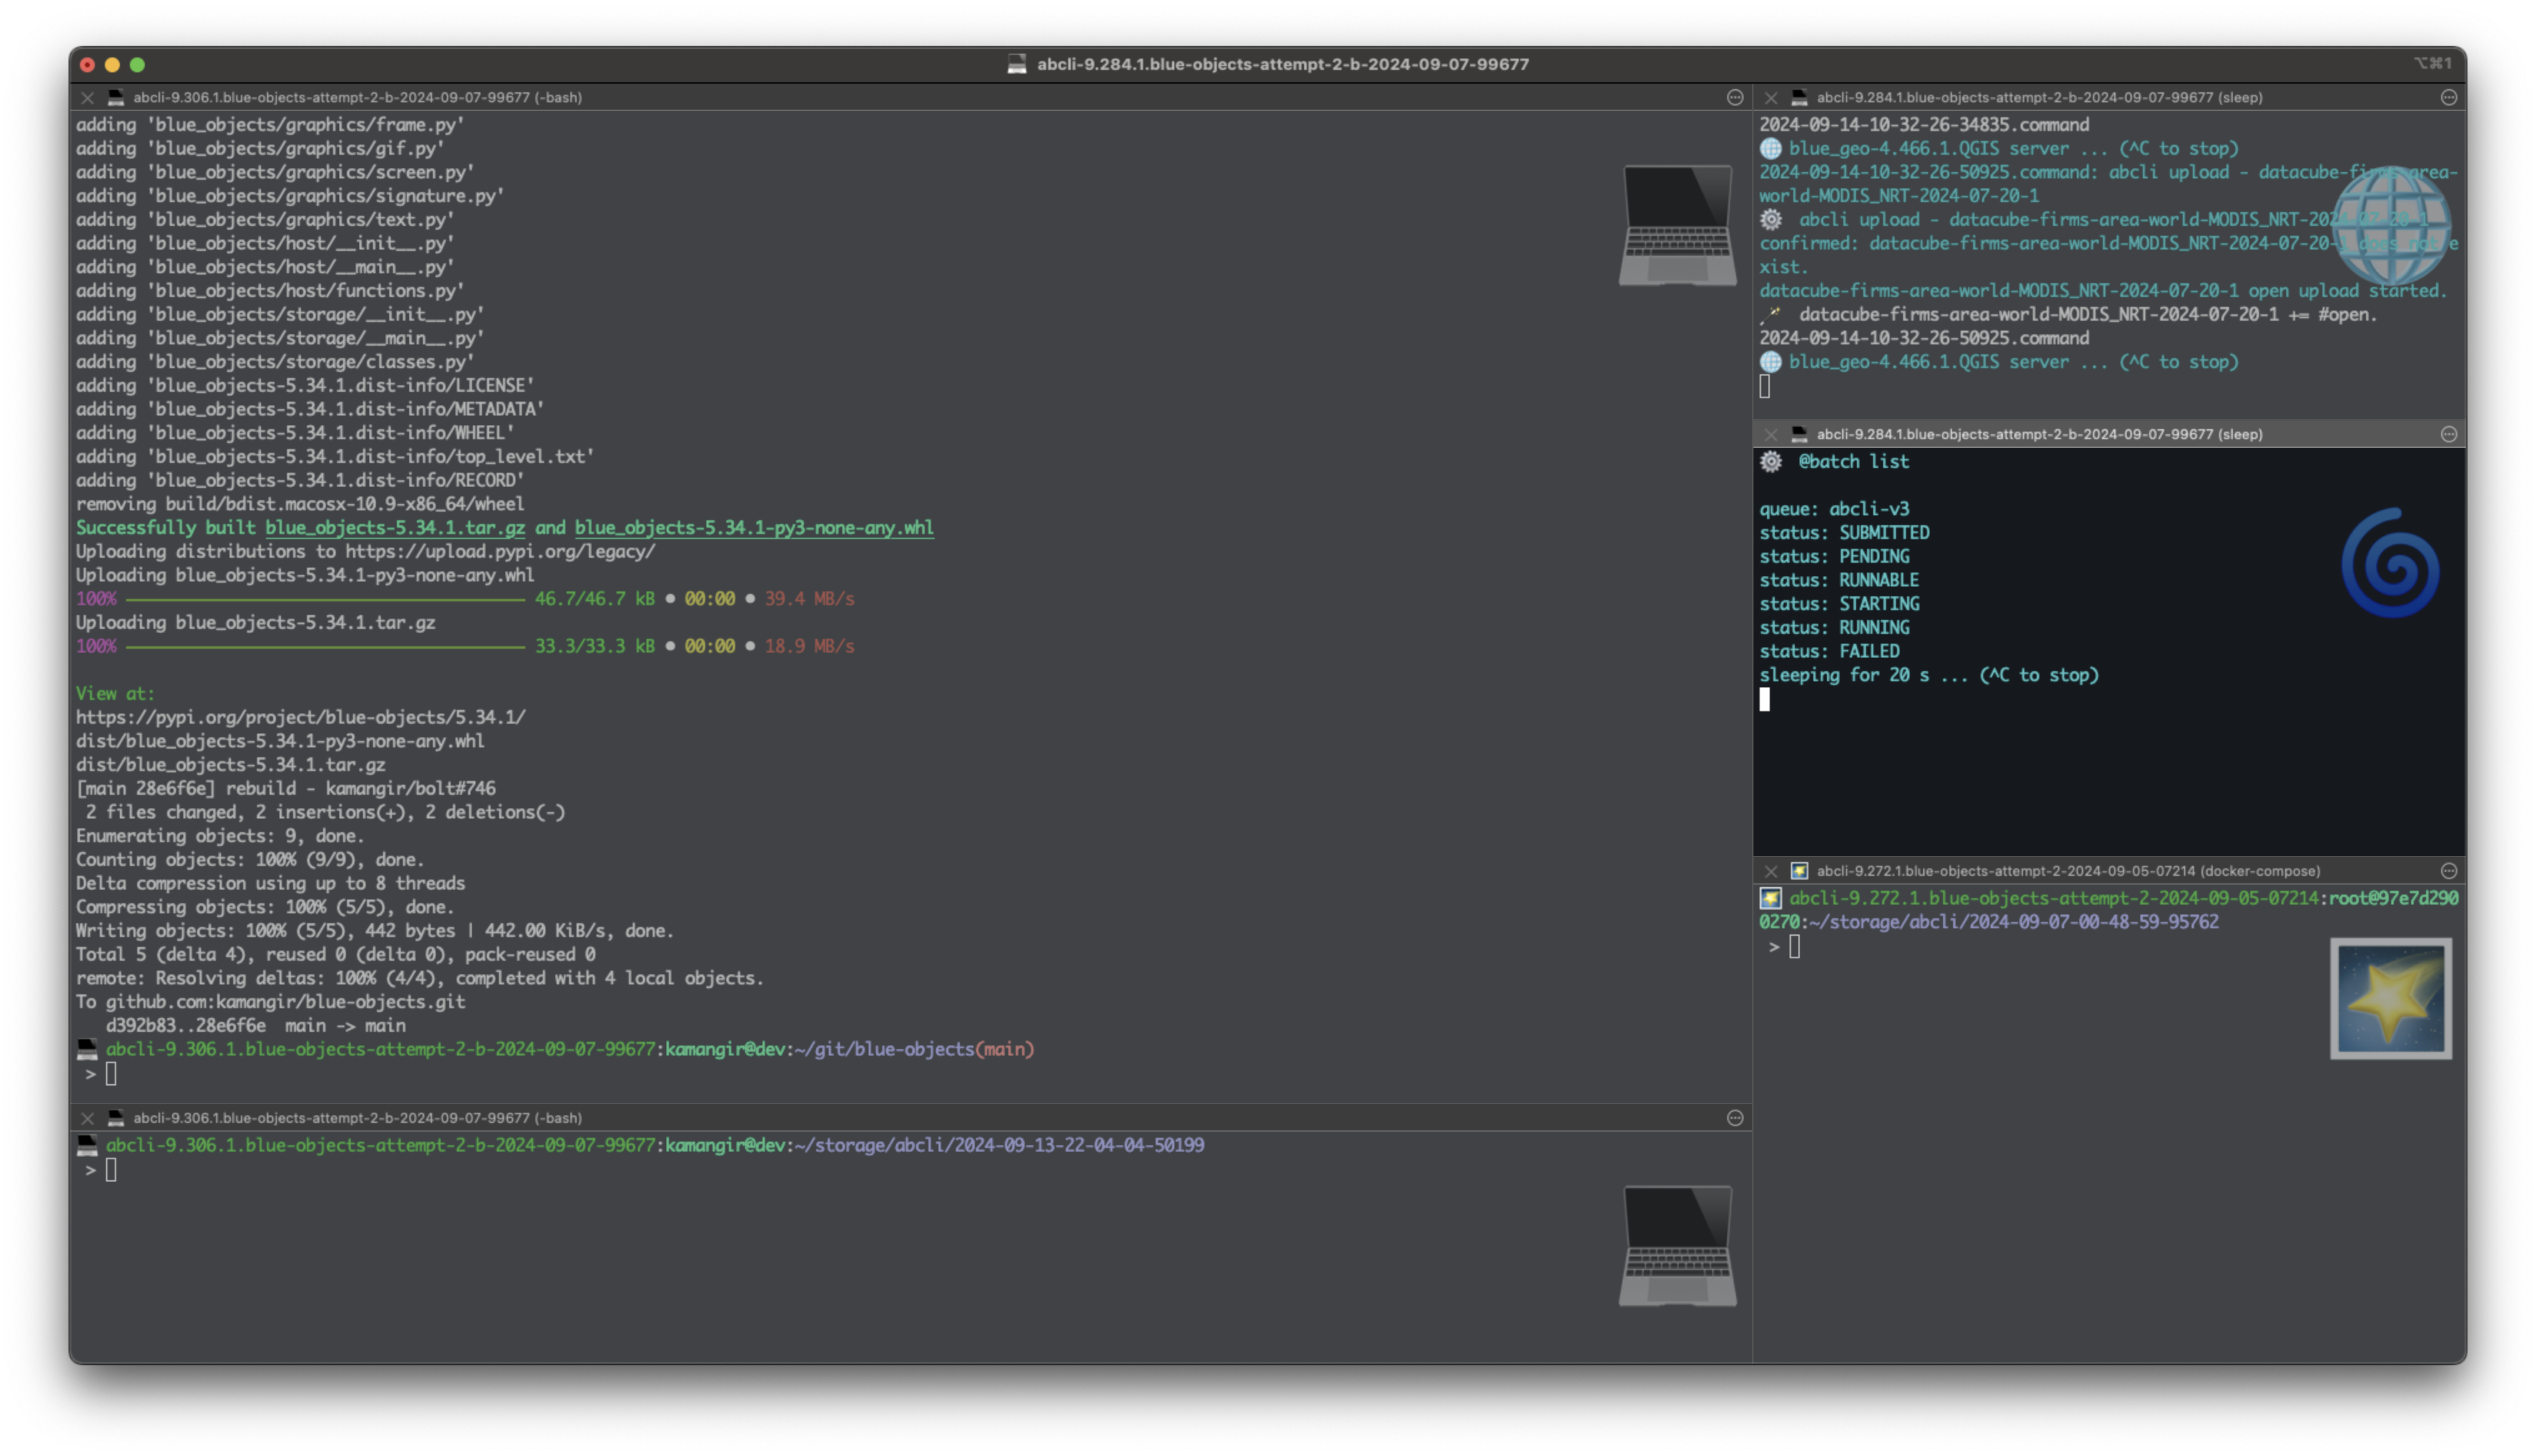 abcli-9.284.1.blue-objects-attempt-2-b-2024-09-07-99677
⌥⌘1
abcli-9.306.1.blue-objects-attempt-2-b-2024-09-07-99677 (-bash)
adding 'blue_objects/graphics/frame.py'
adding 'blue_objects/graphics/gif.py'
adding 'blue_objects/graphics/screen.py'
adding 'blue_objects/graphics/signature.py'
adding 'blue_objects/graphics/text.py'
adding 'blue_objects/host/__init__.py'
adding 'blue_objects/host/__main__.py'
adding 'blue_objects/host/functions.py'
adding 'blue_objects/storage/__init__.py'
adding 'blue_objects/storage/__main__.py'
adding 'blue_objects/storage/classes.py'
adding 'blue_objects-5.34.1.dist-info/LICENSE'
adding 'blue_objects-5.34.1.dist-info/METADATA'
adding 'blue_objects-5.34.1.dist-info/WHEEL'
adding 'blue_objects-5.34.1.dist-info/top_level.txt'
adding 'blue_objects-5.34.1.dist-info/RECORD'
removing build/bdist.macosx-10.9-x86_64/wheel
Successfully built blue_objects-5.34.1.tar.gz and blue_objects-5.34.1-py3-none-any.whl
Uploading distributions to https://upload.pypi.org/legacy/
Uploading blue_objects-5.34.1-py3-none-any.whl
100% 46.7/46.7 kB • 00:00 • 39.4 MB/s
Uploading blue_objects-5.34.1.tar.gz
100% 33.3/33.3 kB • 00:00 • 18.9 MB/s
View at:
https://pypi.org/project/blue-objects/5.34.1/
dist/blue_objects-5.34.1-py3-none-any.whl
dist/blue_objects-5.34.1.tar.gz
[main 28e6f6e] rebuild - kamangir/bolt#746
2 files changed, 2 insertions(+), 2 deletions(-)
Enumerating objects: 9, done.
Counting objects: 100% (9/9), done.
Delta compression using up to 8 threads
Compressing objects: 100% (5/5), done.
Writing objects: 100% (5/5), 442 bytes | 442.00 KiB/s, done.
Total 5 (delta 4), reused 0 (delta 0), pack-reused 0
remote: Resolving deltas: 100% (4/4), completed with 4 local objects.
To github.com:kamangir/blue-objects.git
d392b83..28e6f6e  main -> main
abcli-9.306.1.blue-objects-attempt-2-b-2024-09-07-99677:kamangir@dev:~/git/blue-objects(main)
>
abcli-9.306.1.blue-objects-attempt-2-b-2024-09-07-99677 (-bash)
abcli-9.306.1.blue-objects-attempt-2-b-2024-09-07-99677:kamangir@dev:~/storage/abcli/2024-09-13-22-04-04-50199
>
abcli-9.284.1.blue-objects-attempt-2-b-2024-09-07-99677 (sleep)
2024-09-14-10-32-26-34835.command
blue_geo-4.466.1.QGIS server ... (^C to stop)
2024-09-14-10-32-26-50925.command: abcli upload - datacube-firms-area-
world-MODIS_NRT-2024-07-20-1
abcli upload - datacube-firms-area-world-MODIS_NRT-2024-07-20-1
confirmed: datacube-firms-area-world-MODIS_NRT-2024-07-20-1 does not e
xist.
datacube-firms-area-world-MODIS_NRT-2024-07-20-1 open upload started.
datacube-firms-area-world-MODIS_NRT-2024-07-20-1 += #open.
2024-09-14-10-32-26-50925.command
blue_geo-4.466.1.QGIS server ... (^C to stop)
abcli-9.284.1.blue-objects-attempt-2-b-2024-09-07-99677 (sleep)
@batch list
queue: abcli-v3
status: SUBMITTED
status: PENDING
status: RUNNABLE
status: STARTING
status: RUNNING
status: FAILED
sleeping for 20 s ... (^C to stop)
abcli-9.272.1.blue-objects-attempt-2-2024-09-05-07214 (docker-compose)
abcli-9.272.1.blue-objects-attempt-2-2024-09-05-07214:root@97e7d290
0270:~/storage/abcli/2024-09-07-00-48-59-95762
>